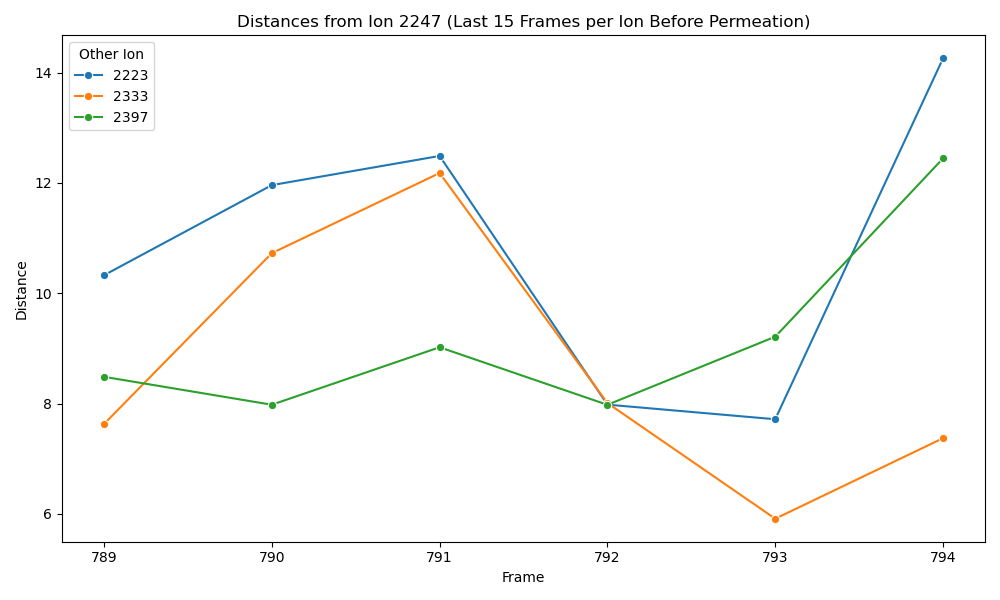 Distances from Ion 2247 (Last 15 Frames per Ion Before Permeation)
Other Ion
2223
2333
2397
14
12
10
8
6
Distance
789 790 791 792 793 794
Frame